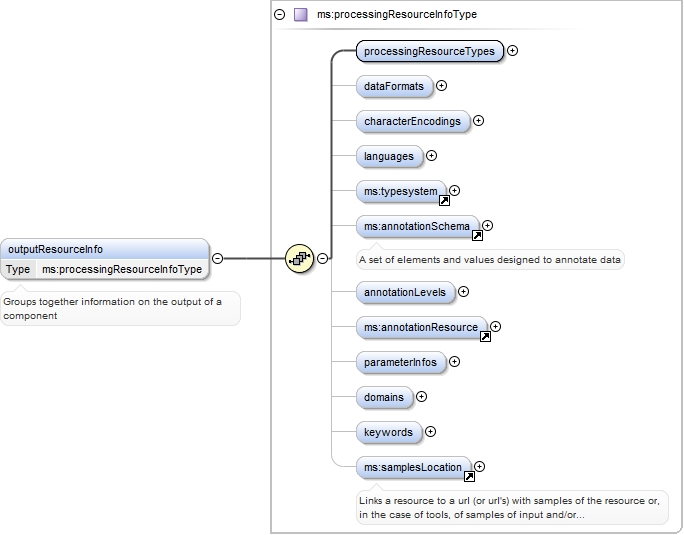 ms:processingResourceInfoType
processingResourceTypes
dataFormats
characterEncodings
languages
ms:typesystem
ms:annotationSchema
A set of elements and values designed to annotate data
outputResourceInfo
Type ms:processingResourceInfoType
Groups together information on the output of a
component
annotationLevels
ms:annotationResource
parameterInfos
domains
keywords
ms:samplesLocation
Links a resource to a url (or url's) with samples of the resource or,
in the case of tools, of samples of input and/or...